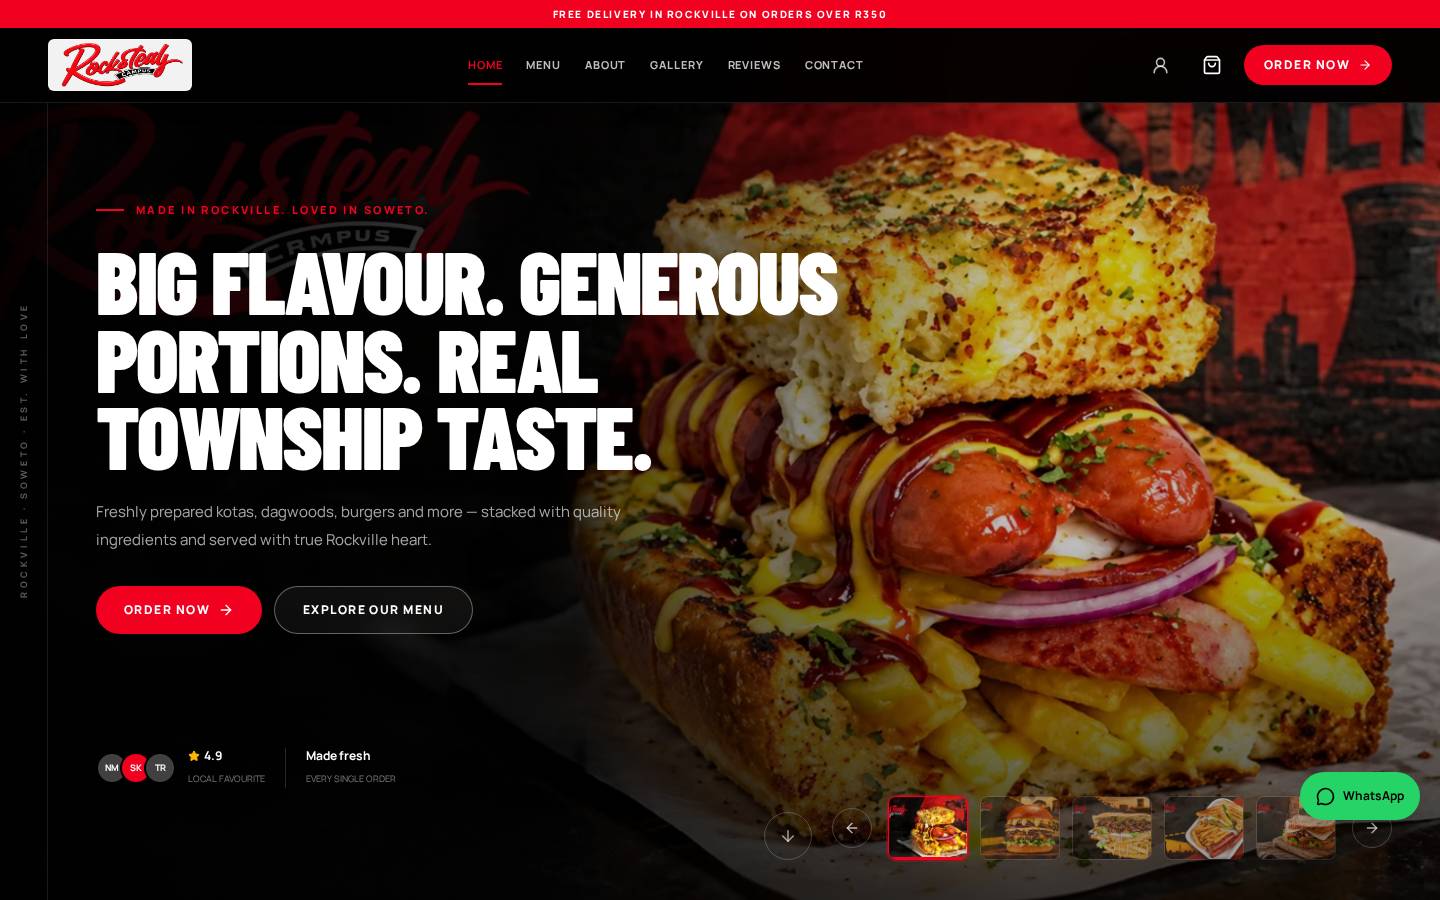 FREE DELIVERY IN ROCKVILLE ON ORDERS OVER R350
Rocksteady
CAMPUS
HOME
MENU
ABOUT
GALLERY
REVIEWS
CONTACT
ORDER NOW
SOWET
Rocksteady
CAMPUS
MADE IN ROCKVILLE. LOVED IN SOWETO.
BIG FLAVOUR. GENEROUS
PORTIONS. REAL
TOWNSHIP TASTE.
ROCKVILLE · SOWETO · EST. WITH LOVE
Freshly prepared kotas, dagwoods, burgers and more — stacked with quality
ingredients and served with true Rockville heart.
ORDER NOW
EXPLORE OUR MENU
NM
SK
TR
4.9
LOCAL FAVOURITE
Made fresh
EVERY SINGLE ORDER
WhatsApp